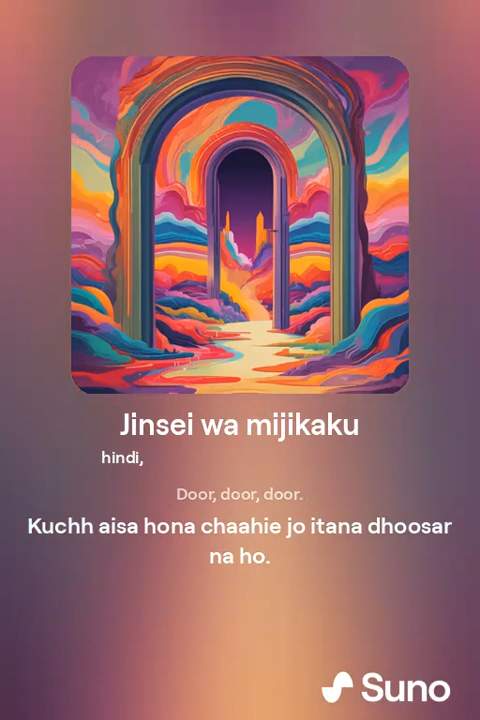 Jinsei wa mijikaku
hindi,
Door, door, door.
Kuchh aisa hona chaahie jo itana dhoosar
na ho.
Suno